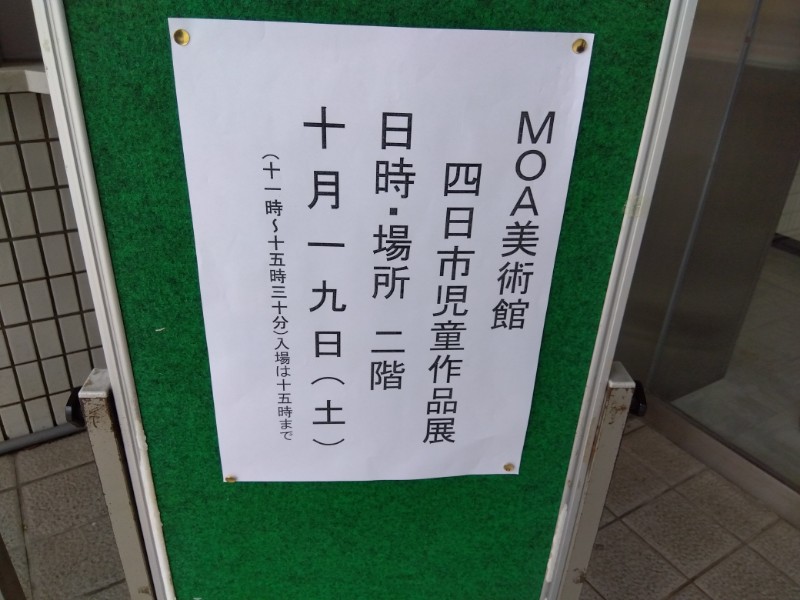 MOA美術館
四日市児童作品展
日時・場所 二階
十月一九日（土）
（十一時～十五時三十分）入場は十五時まで